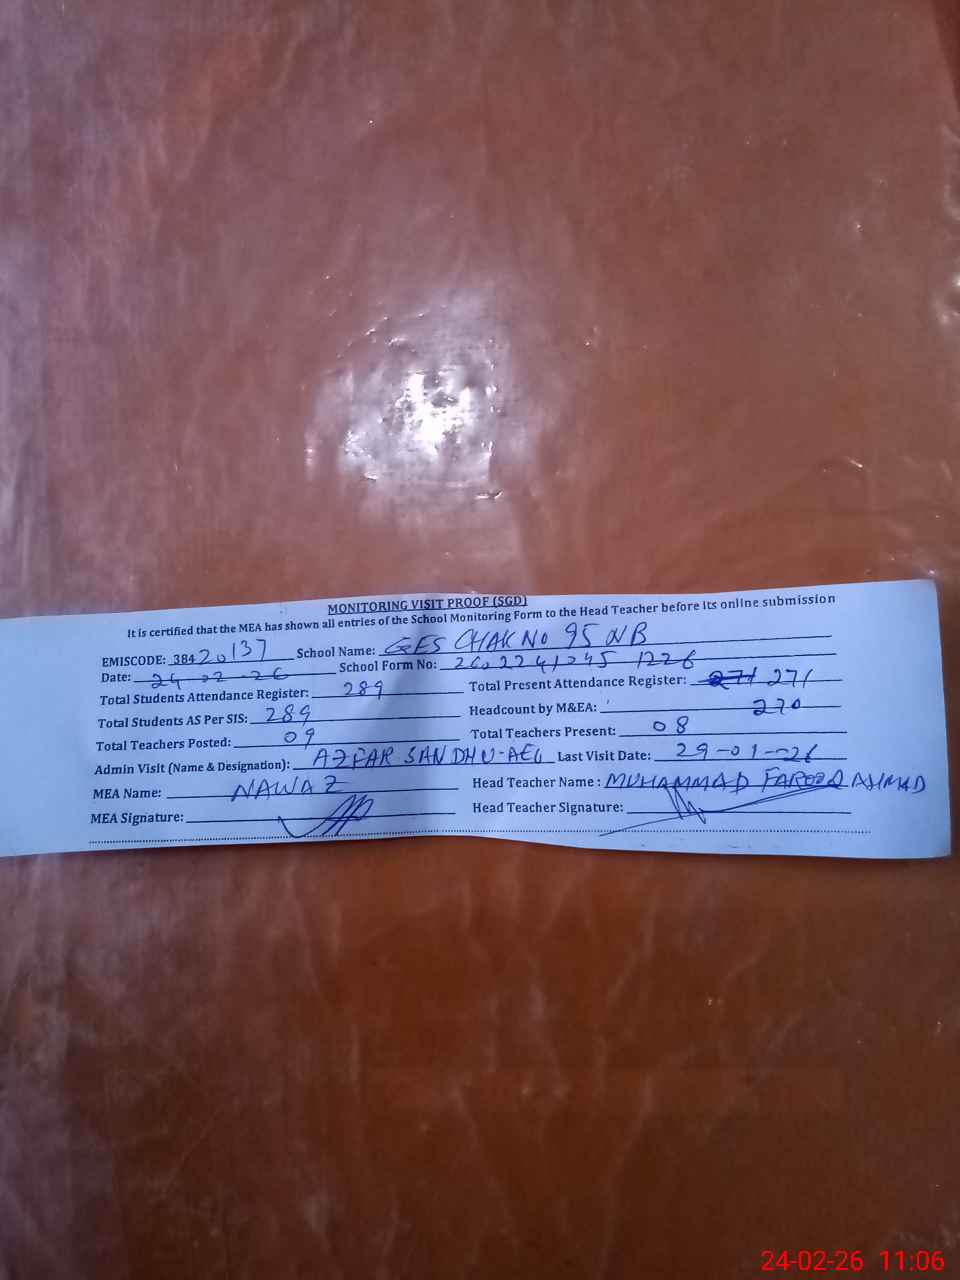 MONITORING VISIT PROOF (SGD)
It is certified that the MEA has shown all entries of the School Monitoring Form to the Head Teacher before its online submission
EMISCODE: 38420137 School Name: GES CHAK NO 95 NB
Date: 24-02-26 School Form No: 2602241045 1226
Total Students Attendance Register: 289 Total Present Attendance Register: 271 271
Total Students AS Per SIS: 289 Headcount by M&EA: 270
Total Teachers Posted: 09 Total Teachers Present: 08
Admin Visit (Name & Designation): AZFAR SANDHU-AEO Last Visit Date: 29-01-26
MEA Name: NAWAZ Head Teacher Name: MUHAMMAD AHMAD
MEA Signature: Head Teacher Signature:
24-02-26 11:06